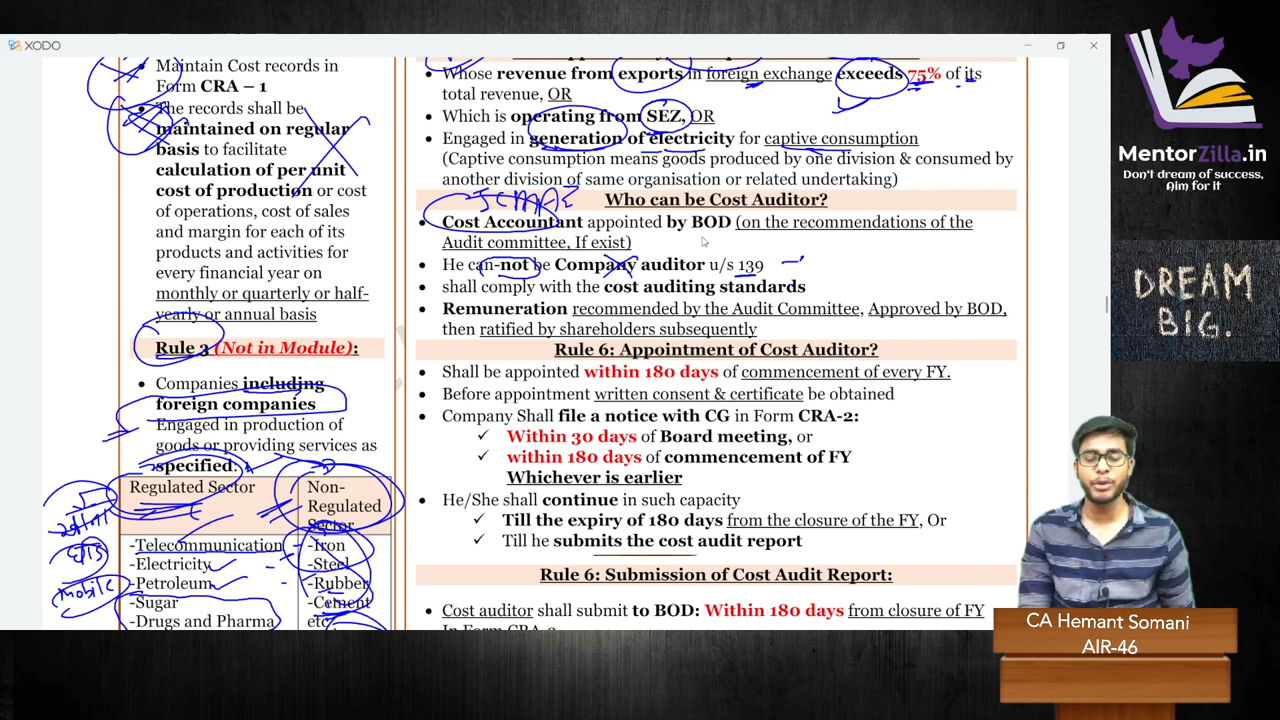 XODO
Maintain Cost records in
Form CRA – 1
The records shall be
maintained on regular
basis to facilitate
calculation of per unit
cost of production or cost
of operations, cost of sales
and margin for each of its
products and activities for
every financial year on
monthly or quarterly or half-
yearly or annual basis
Rule 3 (Not in Module):
• Companies including
foreign companies
Engaged in production of
goods or providing services as
specified:
Regulated Sector
-Telecommunication
-Electricity
-Petroleum
-Sugar
-Drugs and Pharma
Non-
Regulated
Sector
-Iron
-Steel
-Rubber
-Cement
etc
Mobile
• Whose revenue from exports in foreign exchange exceeds 75% of its
total revenue, OR
• Which is operating from SEZ, OR
• Engaged in generation of electricity for captive consumption
(Captive consumption means goods produced by one division & consumed by
another division of same organisation or related undertaking)
Who can be Cost Auditor?
• Cost Accountant appointed by BOD (on the recommendations of the
Audit committee, If exist)
• He can-not be Company auditor u/s 139
• shall comply with the cost auditing standards
• Remuneration recommended by the Audit Committee, Approved by BOD,
then ratified by shareholders subsequently
Rule 6: Appointment of Cost Auditor?
• Shall be appointed within 180 days of commencement of every FY.
• Before appointment written consent & certificate be obtained
• Company Shall file a notice with CG in Form CRA-2:
✓ Within 30 days of Board meeting, or
✓ within 180 days of commencement of FY
Whichever is earlier
• He/She shall continue in such capacity
✓ Till the expiry of 180 days from the closure of the FY, Or
✓ Till he submits the cost audit report
Rule 6: Submission of Cost Audit Report:
• Cost auditor shall submit to BOD: Within 180 days from closure of FY
MentorZilla.in
Don't dream of success,
Aim for it
DREAM
BIG.
CA Hemant Somani
AIR-46